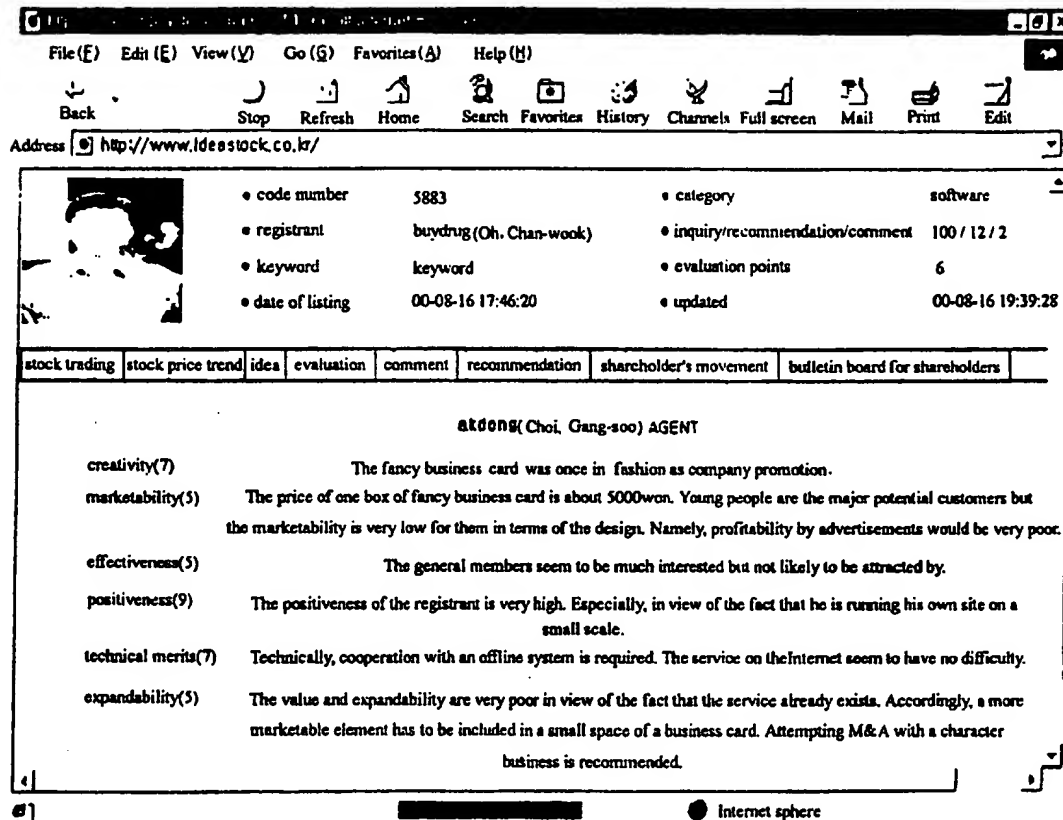 File(F) Edit(E) View(V) Go(G) Favorites(A) Help(H)
Back Stop Refresh Home Search Favorites History Channels Full screen Mail Print Edit
Address http://www.ideastock.co.kr/
• code number 5883 • category software
• registrant buydrug(Oh, Chan-wook) • inquiry/recommendation/comment 100 / 12 / 2
• keyword keyword • evaluation points 6
• date of listing 00-08-16 17:46:20 • updated 00-08-16 19:39:28
stock trading stock price trend idea evaluation comment recommendation shareholder's movement bulletin board for shareholders
akdong(Choi, Gang-soo) AGENT
creativity(7) The fancy business card was once in fashion as company promotion.
marketability(5) The price of one box of fancy business card is about 5000won. Young people are the major potential customers but
the marketability is very low for them in terms of the design. Namely, profitability by advertisements would be very poor.
effectiveness(5) The general members seem to be much interested but not likely to be attracted by.
positiveness(9) The positiveness of the registrant is very high. Especially, in view of the fact that he is running his own site on a
small scale.
technical merits(7) Technically, cooperation with an offline system is required. The service on theInternet seem to have no difficulty.
expandability(5) The value and expandability are very poor in view of the fact that the service already exists. Accordingly, a more
marketable element has to be included in a small space of a business card. Attempting M&A with a character
business is recommended.
Internet sphere